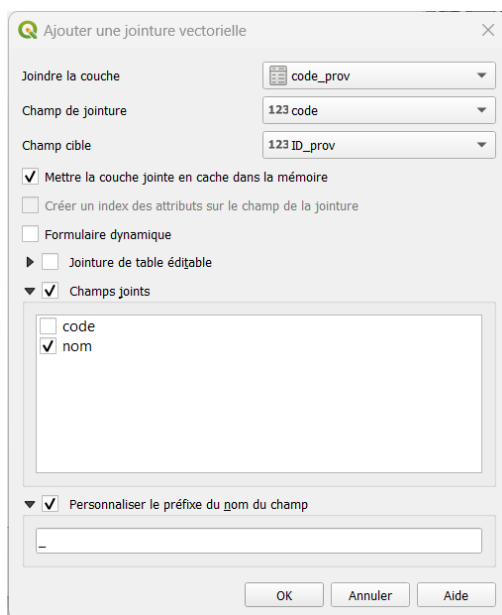 Ajouter une jointure vectorielle
Joindre la couche code_prov
Champ de jointure 123 code
Champ cible 123 ID_prov
Mettre la couche jointe en cache dans la mémoire
Créer un index des attributs sur le champ de la jointure
Formulaire dynamique
Jointure de table éditable
Champs joints
code
nom
Personnaliser le préfixe du nom du champ
_
OK Annuler Aide